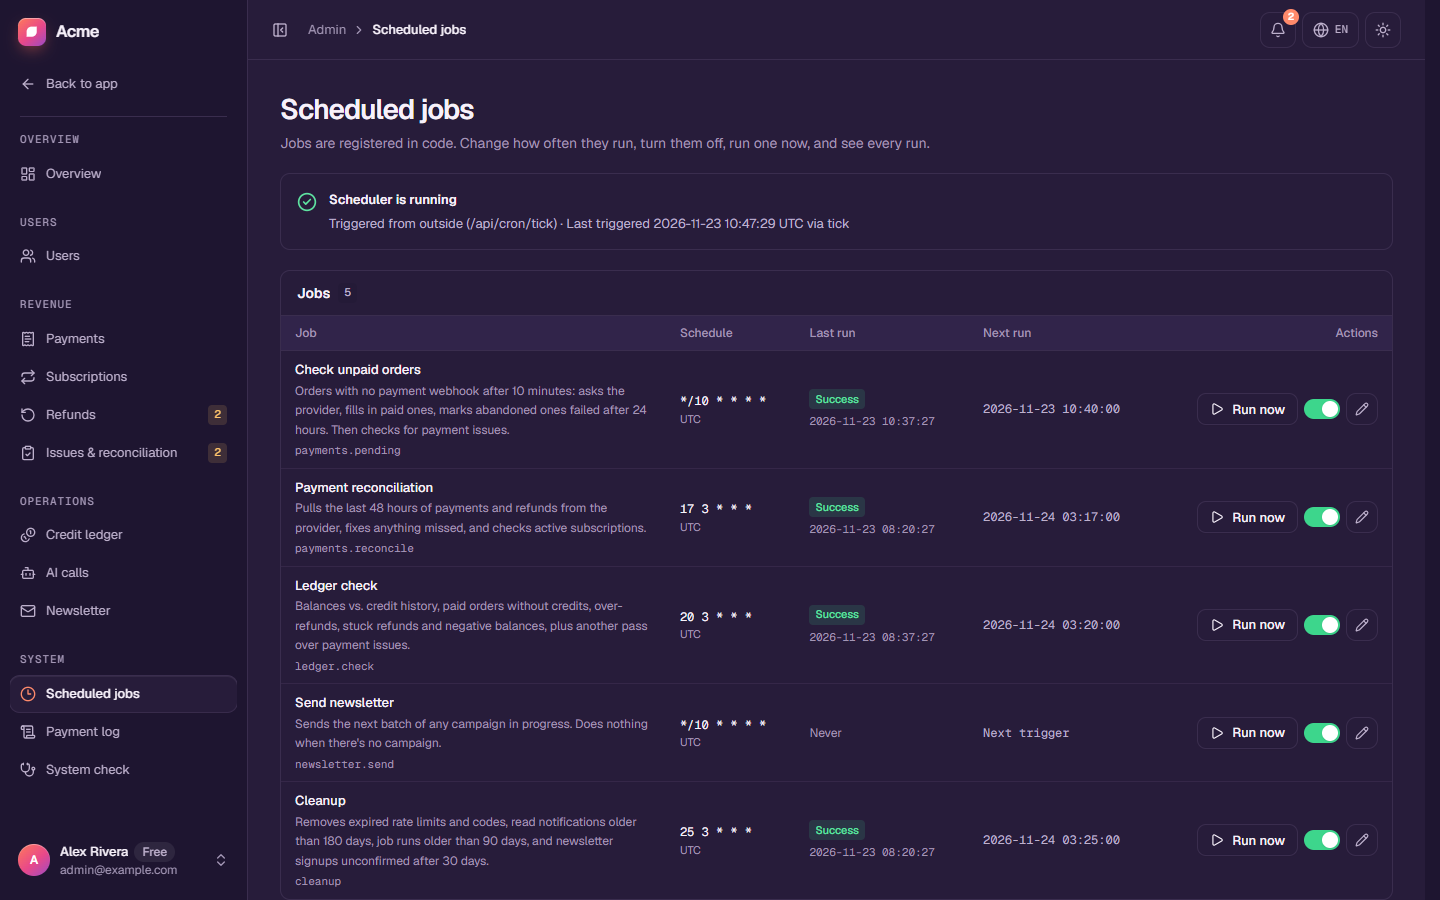 Acme
Back to app
OVERVIEW
Overview
USERS
Users
REVENUE
Payments
Subscriptions
Refunds 2
Issues & reconciliation 2
OPERATIONS
Credit ledger
AI calls
Newsletter
SYSTEM
Scheduled jobs
Payment log
System check
A
Alex Rivera Free
admin@example.com
Admin > Scheduled jobs
2
EN
Scheduled jobs
Jobs are registered in code. Change how often they run, turn them off, run one now, and see every run.
Scheduler is running
Triggered from outside (/api/cron/tick) · Last triggered 2026-11-23 10:47:29 UTC via tick
Jobs 5
Job Schedule Last run Next run Actions
Check unpaid orders
Orders with no payment webhook after 10 minutes: asks the
provider, fills in paid ones, marks abandoned ones failed after 24
hours. Then checks for payment issues.
payments.pending
*/10 * * * *
UTC
Success
2026-11-23 10:37:27
2026-11-23 10:40:00
Run now
Payment reconciliation
Pulls the last 48 hours of payments and refunds from the
provider, fixes anything missed, and checks active subscriptions.
payments.reconcile
17 3 * * *
UTC
Success
2026-11-23 08:20:27
2026-11-24 03:17:00
Run now
Ledger check
Balances vs. credit history, paid orders without credits, over-
refunds, stuck refunds and negative balances, plus another pass
over payment issues.
ledger.check
20 3 * * *
UTC
Success
2026-11-23 08:37:27
2026-11-24 03:20:00
Run now
Send newsletter
Sends the next batch of any campaign in progress. Does nothing
when there's no campaign.
newsletter.send
*/10 * * * *
UTC
Never
Next trigger
Run now
Cleanup
Removes expired rate limits and codes, read notifications older
than 180 days, job runs older than 90 days, and newsletter
signups unconfirmed after 30 days.
cleanup
25 3 * * *
UTC
Success
2026-11-23 08:20:27
2026-11-24 03:25:00
Run now